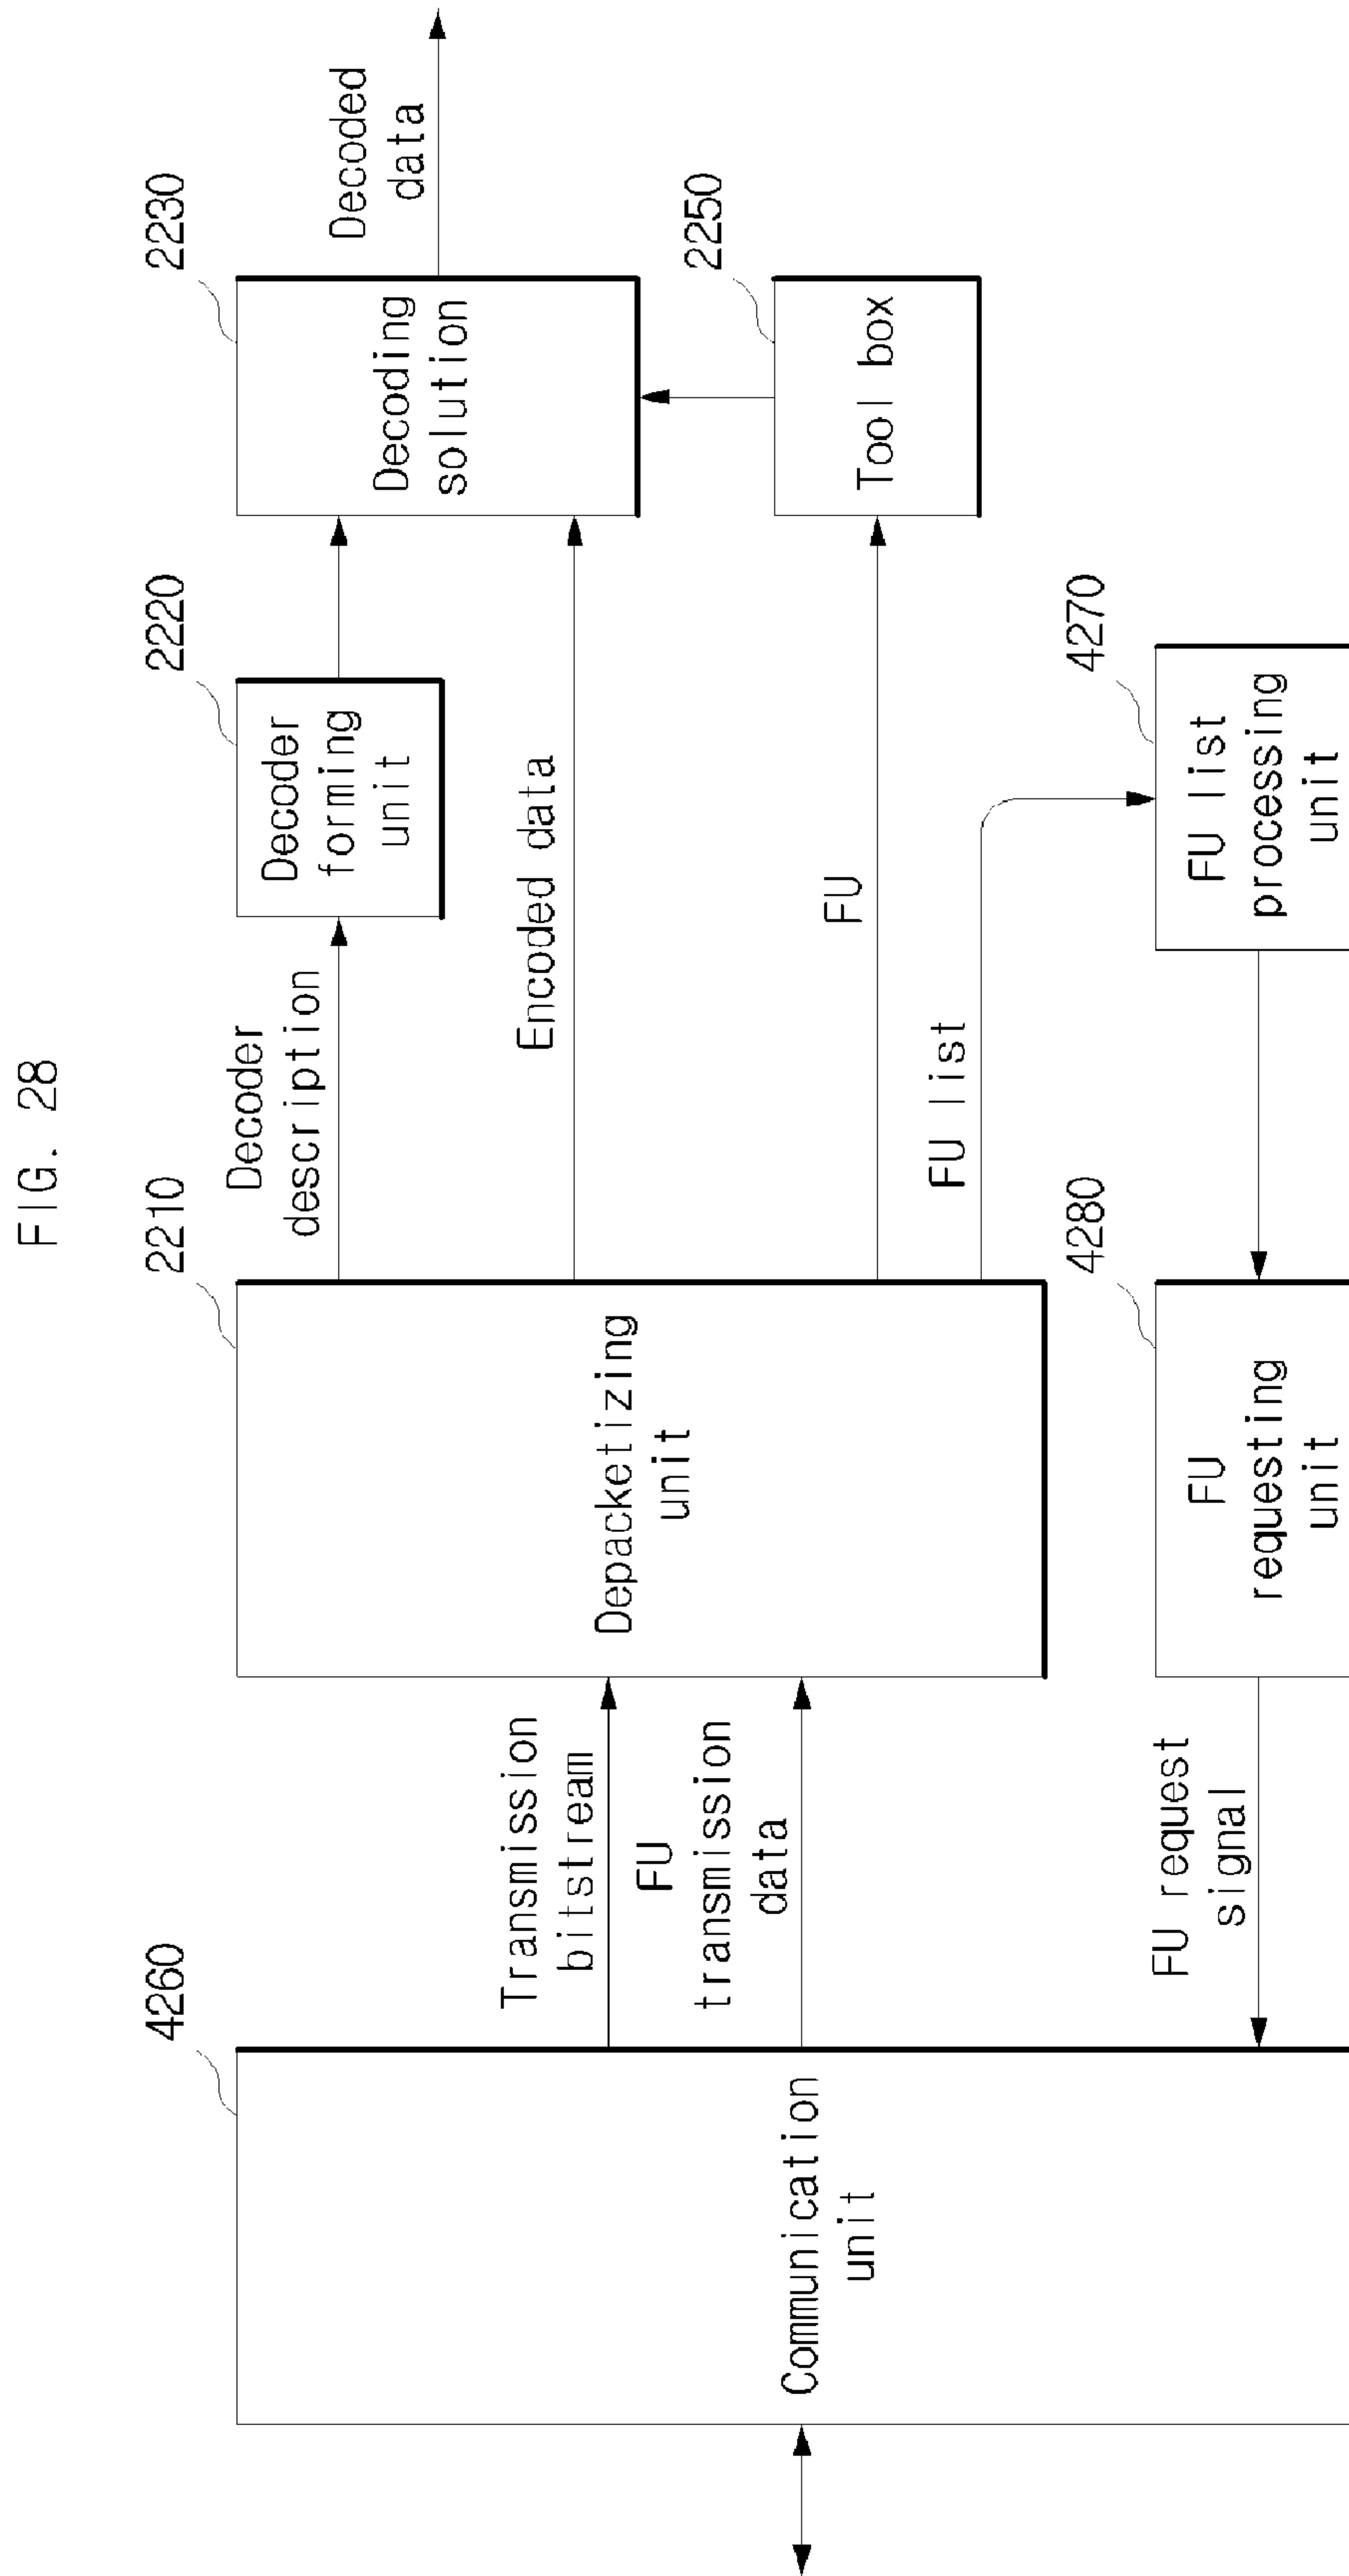 FIG. 28
4260
Communication
unit
Transmission
bitstream
FU
transmission
data
FU request
signal
2210
Depacketizing
unit
4280
FU
requesting
unit
Decoder
description
Encoded data
FU
FU list
2220
Decoder
forming
unit
4270
FU list
processing
unit
2230
Decoding
solution
2250
Tool box
Decoded
data